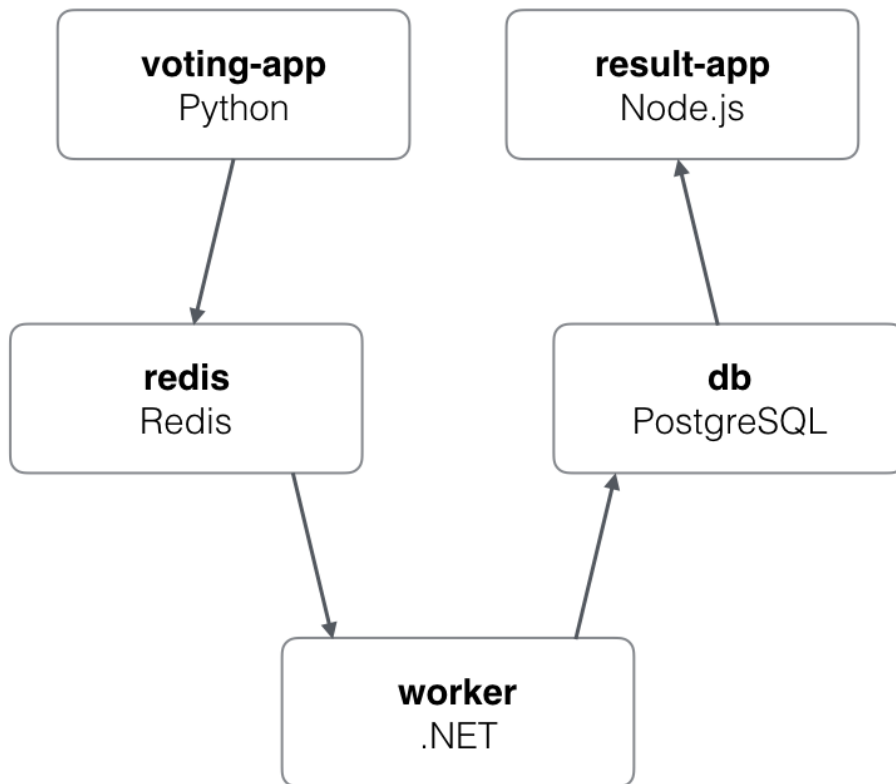 voting-app
Python
result-app
Node.js
redis
Redis
db
PostgreSQL
worker
.NET